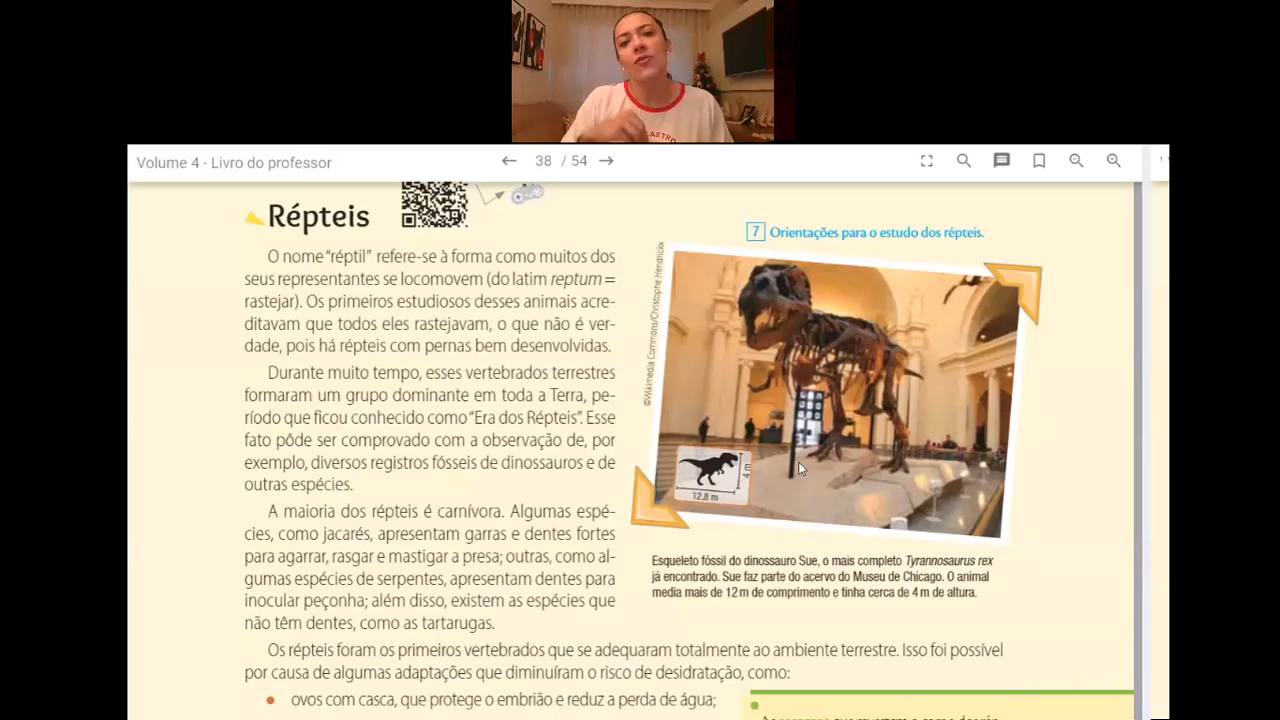 CASTRO
Volume 4 - Livro do professor
38 / 54
Répteis
7 Orientações para o estudo dos répteis.
O nome “réptil” refere-se à forma como muitos dos
seus representantes se locomovem (do latim reptum =
rastejar). Os primeiros estudiosos desses animais acre-
ditavam que todos eles rastejavam, o que não é ver-
dade, pois há répteis com pernas bem desenvolvidas.
Durante muito tempo, esses vertebrados terrestres
formaram um grupo dominante em toda a Terra, pe-
ríodo que ficou conhecido como “Era dos Répteis”. Esse
fato pôde ser comprovado com a observação de, por
exemplo, diversos registros fósseis de dinossauros e de
outras espécies.
A maioria dos répteis é carnívora. Algumas espé-
cies, como jacarés, apresentam garras e dentes fortes
para agarrar, rasgar e mastigar a presa; outras, como al-
gumas espécies de serpentes, apresentam dentes para
inocular peçonha; além disso, existem as espécies que
não têm dentes, como as tartarugas.
©Wikimedia Commons/Christophe Hendrickx
4 m
12,8 m
Esqueleto fóssil do dinossauro Sue, o mais completo Tyrannosaurus rex
já encontrado. Sue faz parte do acervo do Museu de Chicago. O animal
media mais de 12 m de comprimento e tinha cerca de 4 m de altura.
Os répteis foram os primeiros vertebrados que se adequaram totalmente ao ambiente terrestre. Isso foi possível
por causa de algumas adaptações que diminuíram o risco de desidratação, como:
• ovos com casca, que protege o embrião e reduz a perda de água;